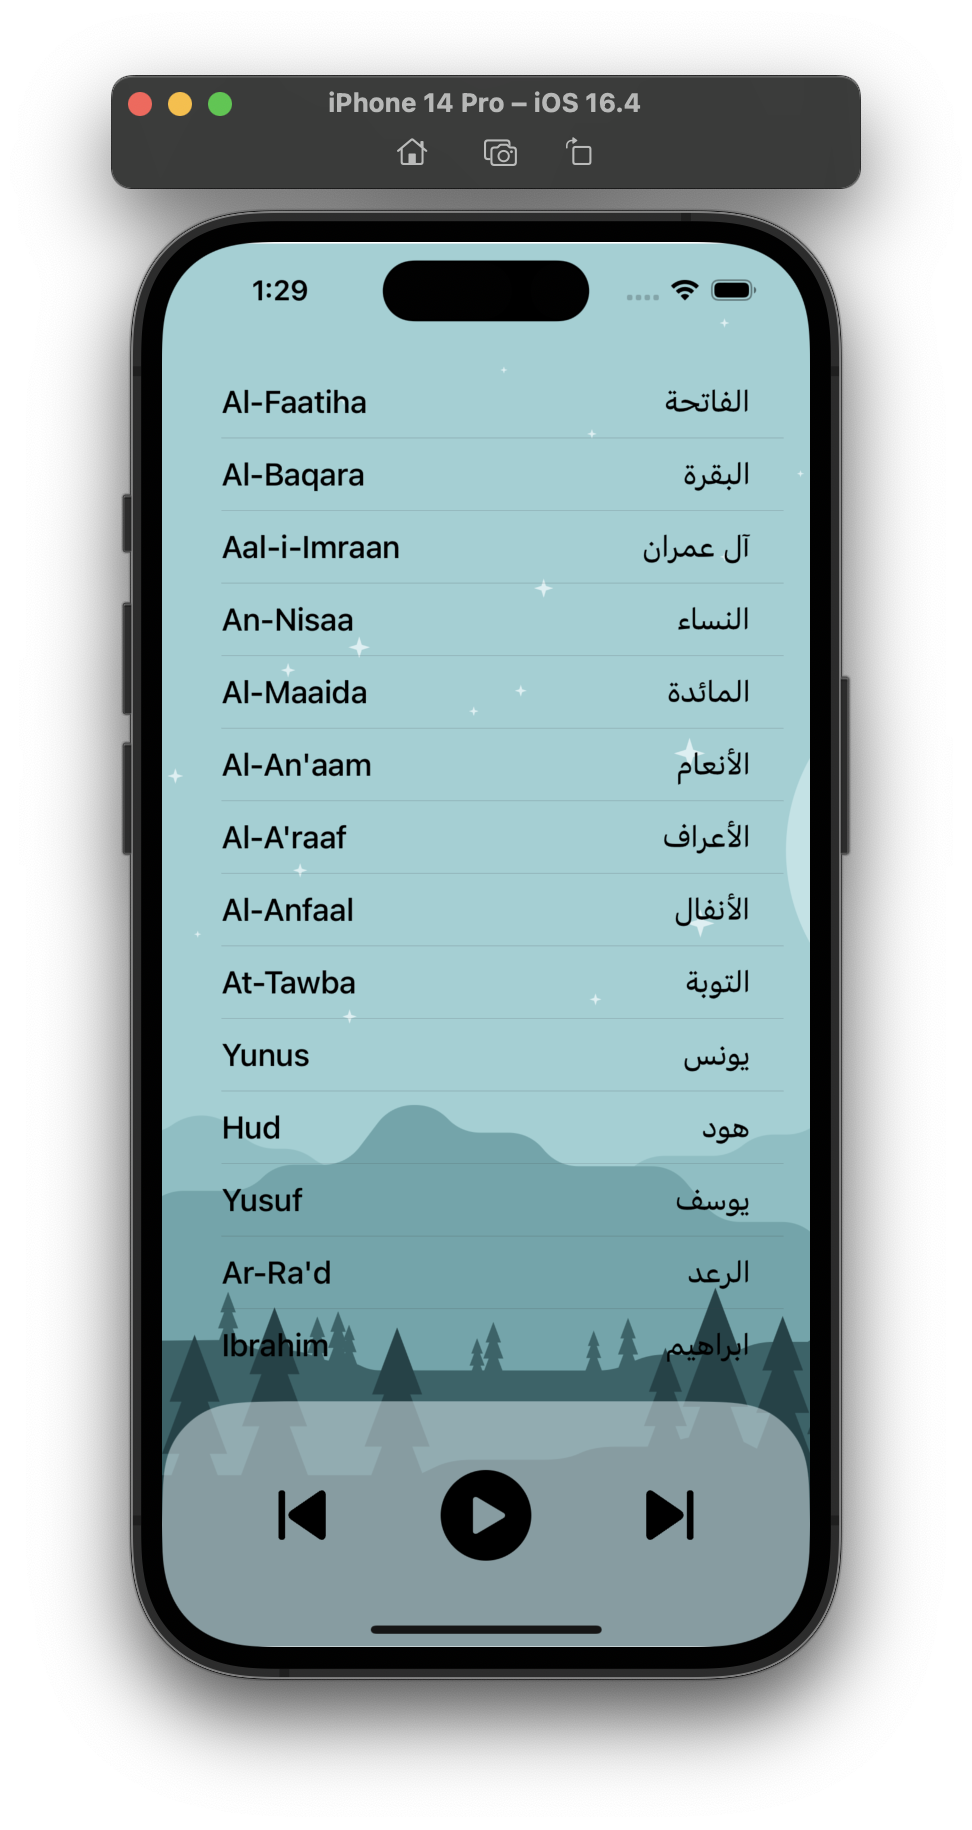 iPhone 14 Pro – iOS 16.4
1:29
Al-Faatiha الفاتحة
Al-Baqara البقرة
Aal-i-Imraan آل عمران
An-Nisaa النساء
Al-Maaida المائدة
Al-An'aam الأنعام
Al-A'raaf الأعراف
Al-Anfaal الأنفال
At-Tawba التوبة
Yunus يونس
Hud هود
Yusuf يوسف
Ar-Ra'd الرعد
Ibrahim ابراهيم